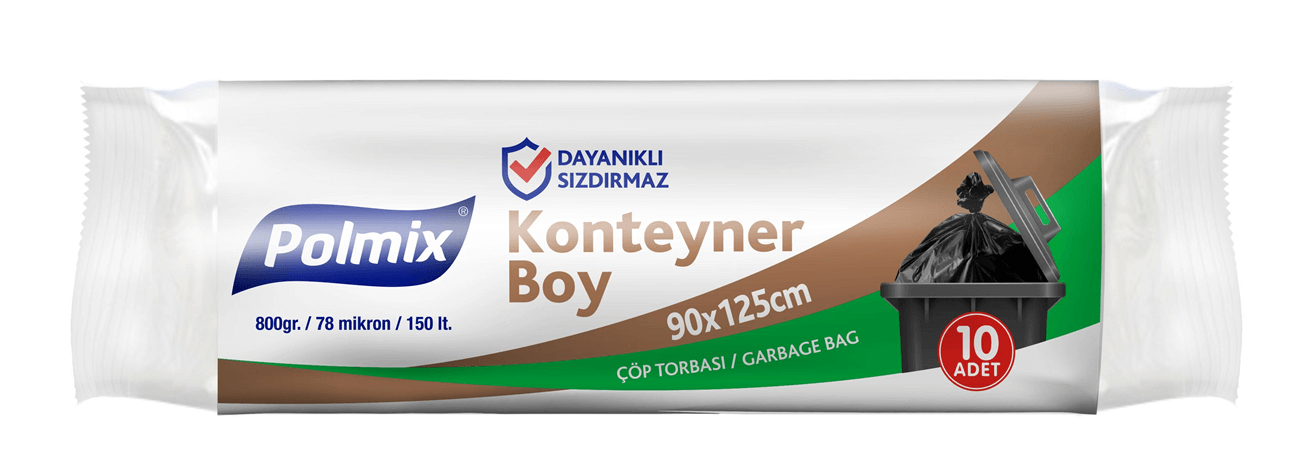 DAYANIKLI
SIZDIRMAZ
Polmix®
Konteyner
Boy
800gr. / 78 mikron / 150 lt.
90x125cm
ÇÖP TORBASI / GARBAGE BAG
10
ADET